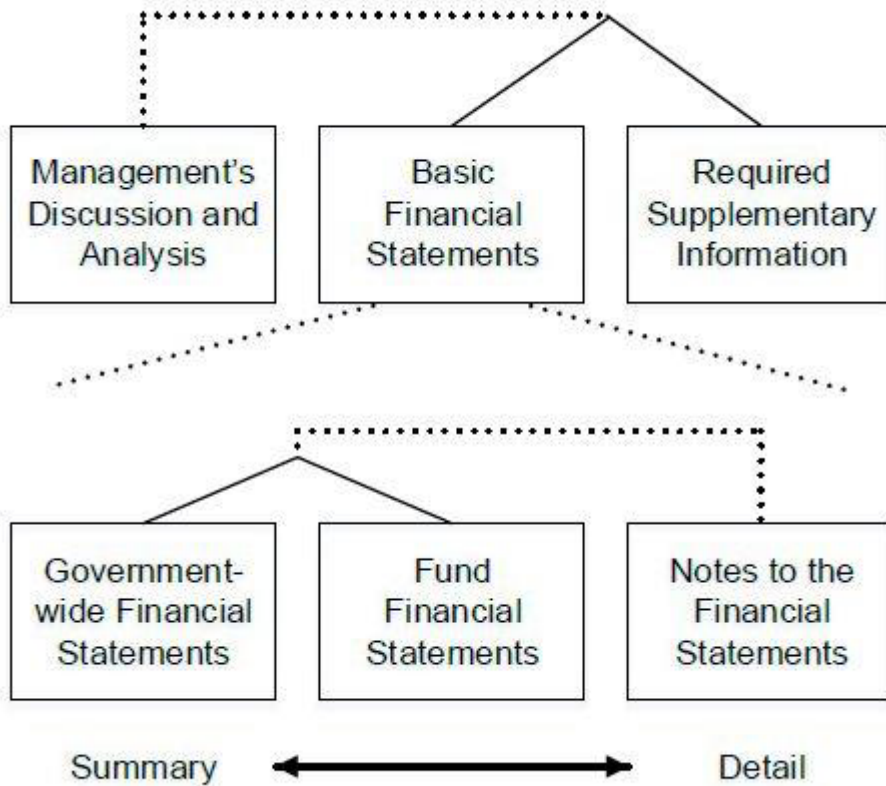 Management's
Discussion and
Analysis
Basic
Financial
Statements
Required
Supplementary
Information
Government-
wide Financial
Statements
Fund
Financial
Statements
Notes to the
Financial
Statements
Summary
Detail